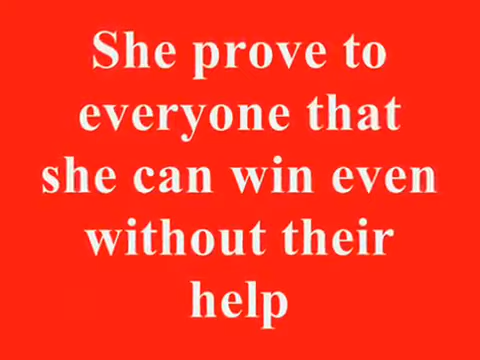 She prove to
everyone that
she can win even
without their
help